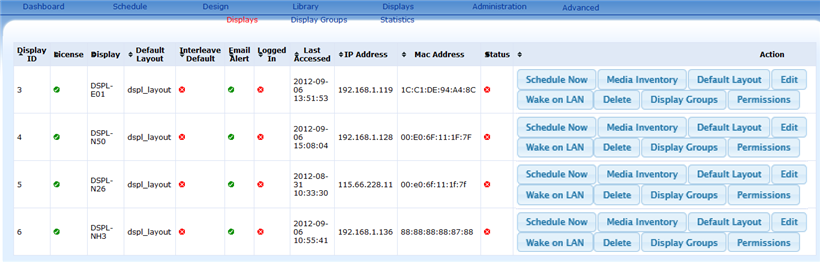 Dashboard Schedule Design Library Displays Administration Advanced
Displays Display Groups Statistics
Display ID License Display Default Layout Interleave Default Email Alert Logged In Last Accessed IP Address Mac Address Status Action
3 DSPL-E01 dspl_layout 2012-09-06 13:51:53 192.168.1.119 1C:C1:DE:94:A4:8C
Schedule Now Media Inventory Default Layout Edit
Wake on LAN Delete Display Groups Permissions
4 DSPL-N50 dspl_layout 2012-09-06 15:08:04 192.168.1.128 00:E0:6F:11:1F:7F
Schedule Now Media Inventory Default Layout Edit
Wake on LAN Delete Display Groups Permissions
5 DSPL-N26 dspl_layout 2012-08-31 10:33:30 115.66.228.11 00:e0:6f:11:1f:7f
Schedule Now Media Inventory Default Layout Edit
Wake on LAN Delete Display Groups Permissions
6 DSPL-NH3 dspl_layout 2012-09-06 10:55:41 192.168.1.136 88:88:88:88:87:88
Schedule Now Media Inventory Default Layout Edit
Wake on LAN Delete Display Groups Permissions